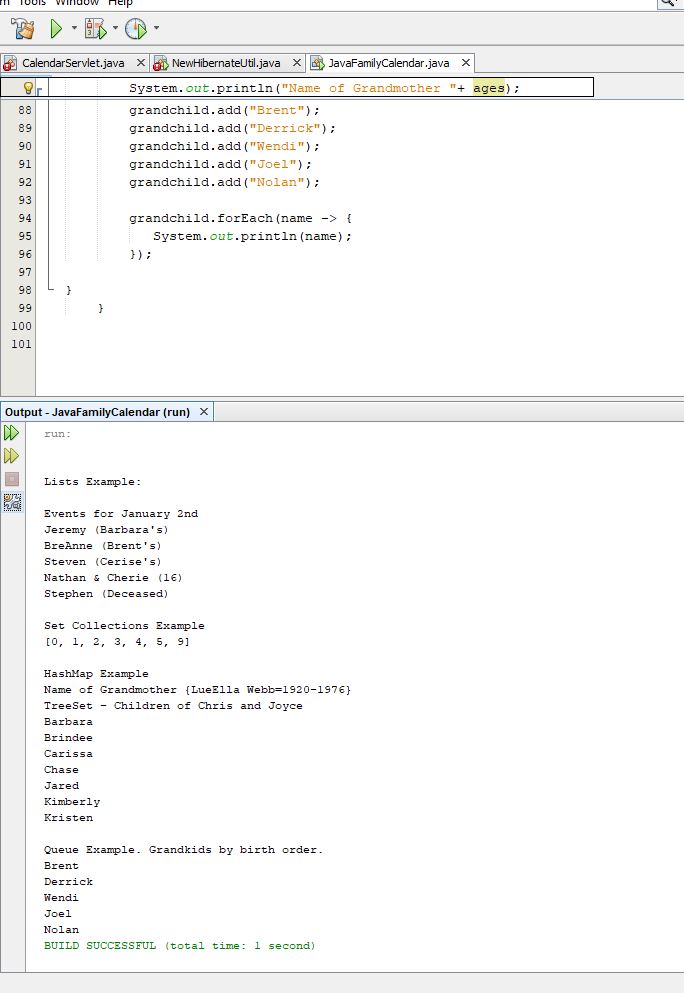 m Tools Window Help
CalendarServlet.java NewHibernateUtil.java JavaFamilyCalendar.java
System.out.println("Name of Grandmother "+ ages);
88 grandchild.add("Brent");
89 grandchild.add("Derrick");
90 grandchild.add("Wendi");
91 grandchild.add("Joel");
92 grandchild.add("Nolan");
93
94 grandchild.forEach(name -> {
95 System.out.println(name);
96 });
97
98 }
99 }
100
101
Output - JavaFamilyCalendar (run)
run:
Lists Example:
Events for January 2nd
Jeremy (Barbara's)
BreAnne (Brent's)
Steven (Cerise's)
Nathan & Cherie (16)
Stephen (Deceased)
Set Collections Example
[0, 1, 2, 3, 4, 5, 9]
HashMap Example
Name of Grandmother {LueElla Webb=1920-1976}
TreeSet - Children of Chris and Joyce
Barbara
Brindee
Carissa
Chase
Jared
Kimberly
Kristen
Queue Example. Grandkids by birth order.
Brent
Derrick
Wendi
Joel
Nolan
BUILD SUCCESSFUL (total time: 1 second)